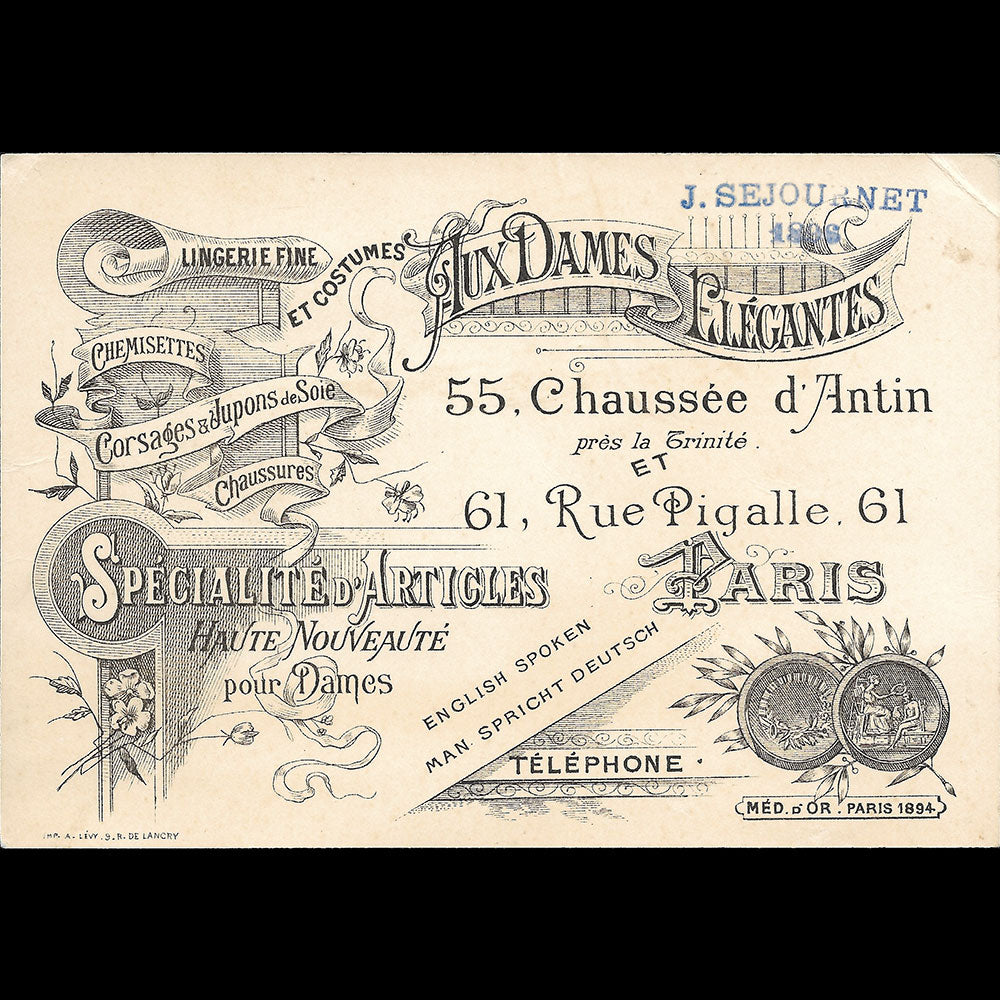 J. SEJOURNET
LINGERIE FINE
ET COSTUMES
AUX DAMES
ELÉGANTES
CHEMISETTES
Corsages & Jupons de Soie
Chaussures
55, Chaussée d'Antin
près la Trinité.
ET
61, Rue Pigalle, 61
PARIS
SPÉCIALITÉ D'ARTICLES
HAUTE NOUVEAUTÉ
pour Dames
ENGLISH SPOKEN
MAN SPRICHT DEUTSCH
TÉLÉPHONE.
MÉD. D'OR. PARIS 1894
IMP. A. LÉVY. 9. R. DE LANCRY